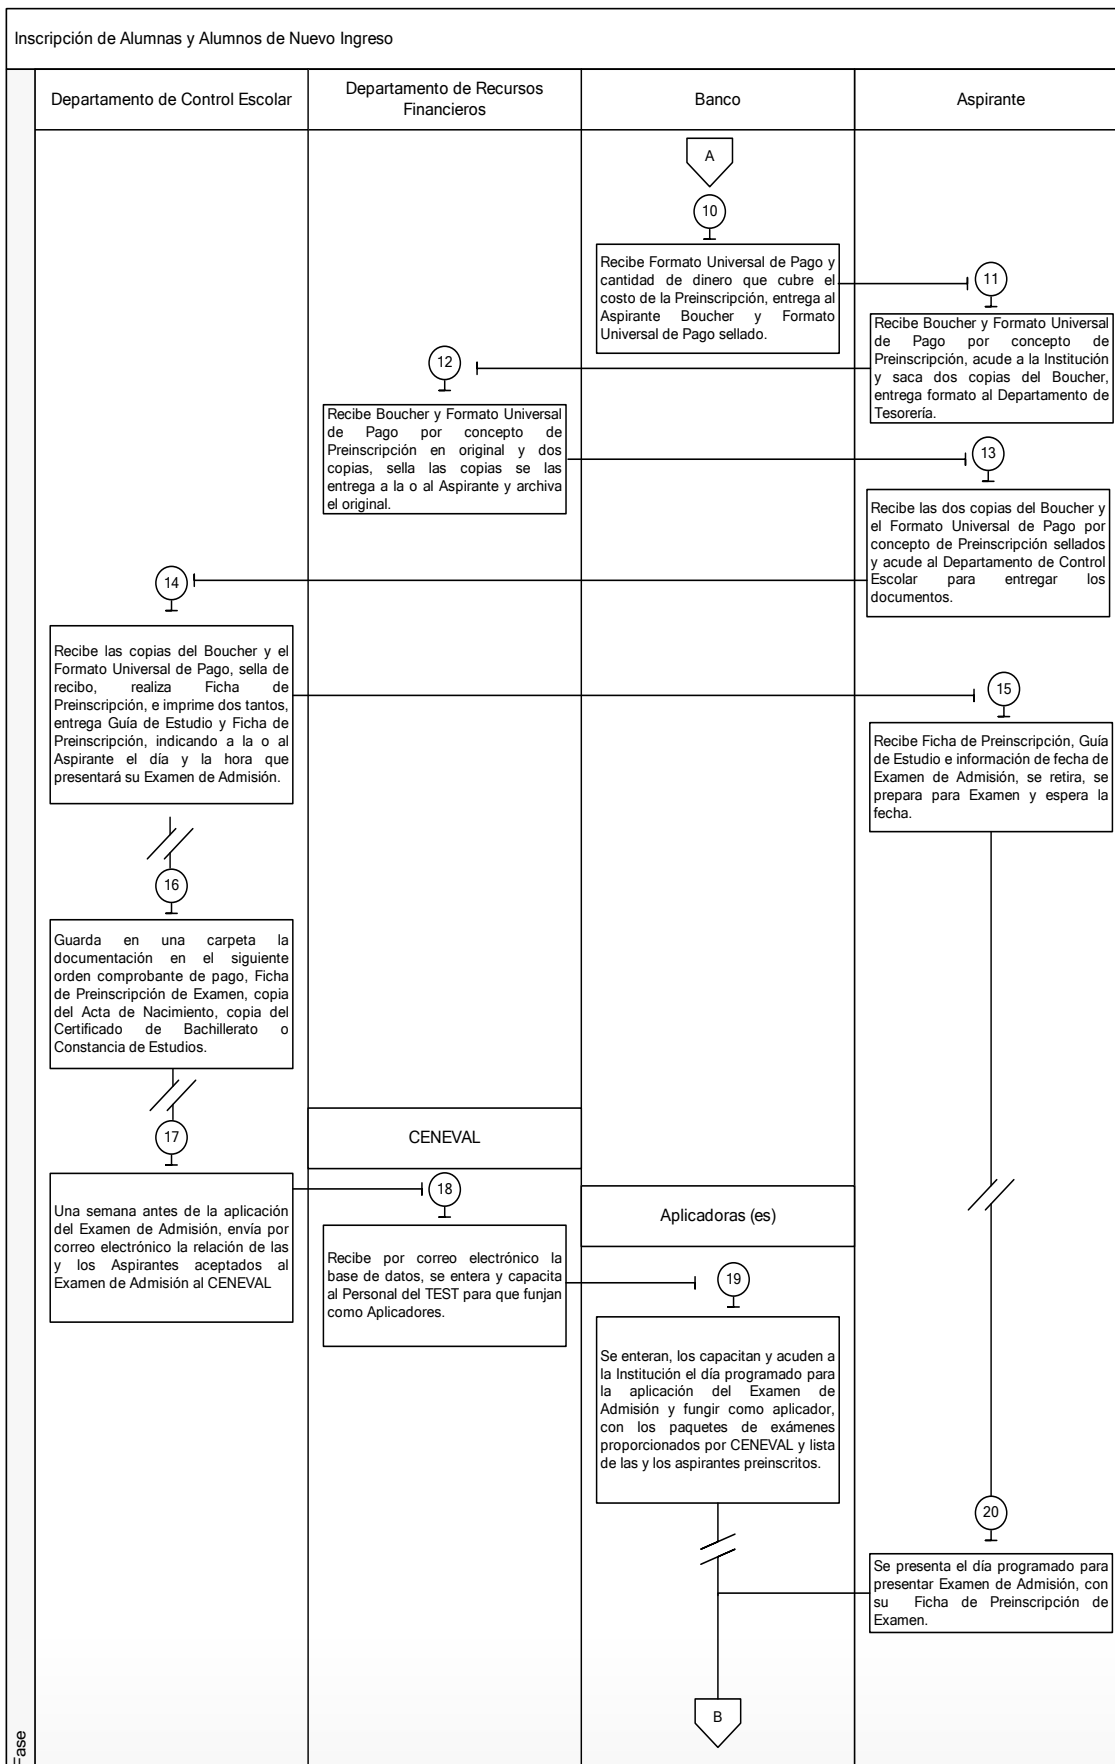 Inscripción de Alumnas y Alumnos de Nuevo Ingreso
Departamento de Control Escolar
Departamento de Recursos
Financieros
Banco
Aspirante
A
10
Recibe Formato Universal de Pago y
cantidad de dinero que cubre el
costo de la Preinscripción, entrega al
Aspirante Boucher y Formato
Universal de Pago sellado.
11
Recibe Boucher y Formato Universal
de Pago por concepto de
Preinscripción, acude a la Institución
y saca dos copias del Boucher,
entrega formato al Departamento de
Tesorería.
12
Recibe Boucher y Formato Universal
de Pago por concepto de
Preinscripción en original y dos
copias, sella las copias se las
entrega a la o al Aspirante y archiva
el original.
13
Recibe las dos copias del Boucher y
el Formato Universal de Pago por
concepto de Preinscripción sellados
y acude al Departamento de Control
Escolar para entregar los
documentos.
14
Recibe las copias del Boucher y el
Formato Universal de Pago, sella de
recibo, realiza Ficha de
Preinscripción, e imprime dos tantos,
entrega Guía de Estudio y Ficha de
Preinscripción, indicando a la o al
Aspirante el día y la hora que
presentará su Examen de Admisión.
15
Recibe Ficha de Preinscripción, Guía
de Estudio e información de fecha de
Examen de Admisión, se retira, se
prepara para Examen y espera la
fecha.
16
Guarda en una carpeta la
documentación en el siguiente
orden comprobante de pago, Ficha
de Preinscripción de Examen, copia
del Acta de Nacimiento, copia del
Certificado de Bachillerato o
Constancia de Estudios.
17
Una semana antes de la aplicación
del Examen de Admisión, envía por
correo electrónico la relación de las
y los Aspirantes aceptados al
Examen de Admisión al CENEVAL
CENEVAL
18
Recibe por correo electrónico la
base de datos, se entera y capacita
al Personal del TEST para que funjan
como Aplicadores.
Aplicadoras (es)
19
Se enteran, los capacitan y acuden a
la Institución el día programado para
la aplicación del Examen de
Admisión y fungir como aplicador,
con los paquetes de exámenes
proporcionados por CENEVAL y lista
de las y los aspirantes preinscritos.
20
Se presenta el día programado para
presentar Examen de Admisión, con
su Ficha de Preinscripción de
Examen.
B
Fase